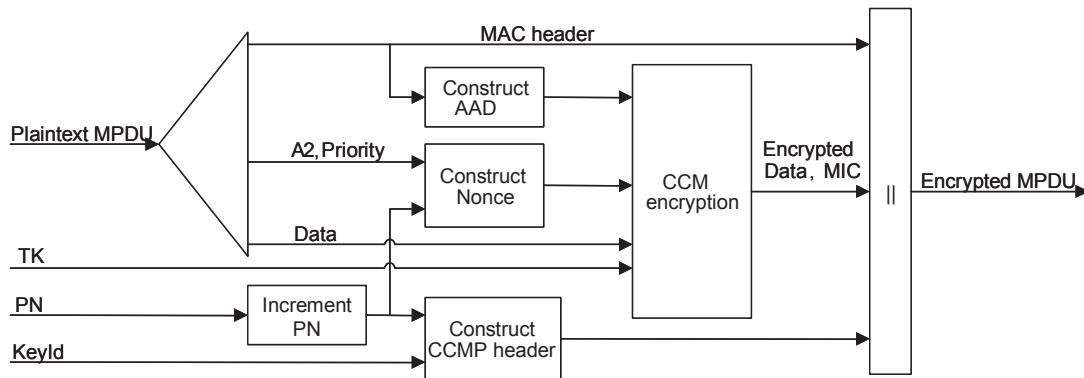 MAC header
Construct
AAD
Plaintext MPDU
A2,Priority
Construct
Nonce
CCM
encryption
Encrypted
Data, MIC
||
Encrypted MPDU
Data
TK
PN
Increment
PN
Construct
CCMP header
KeyId